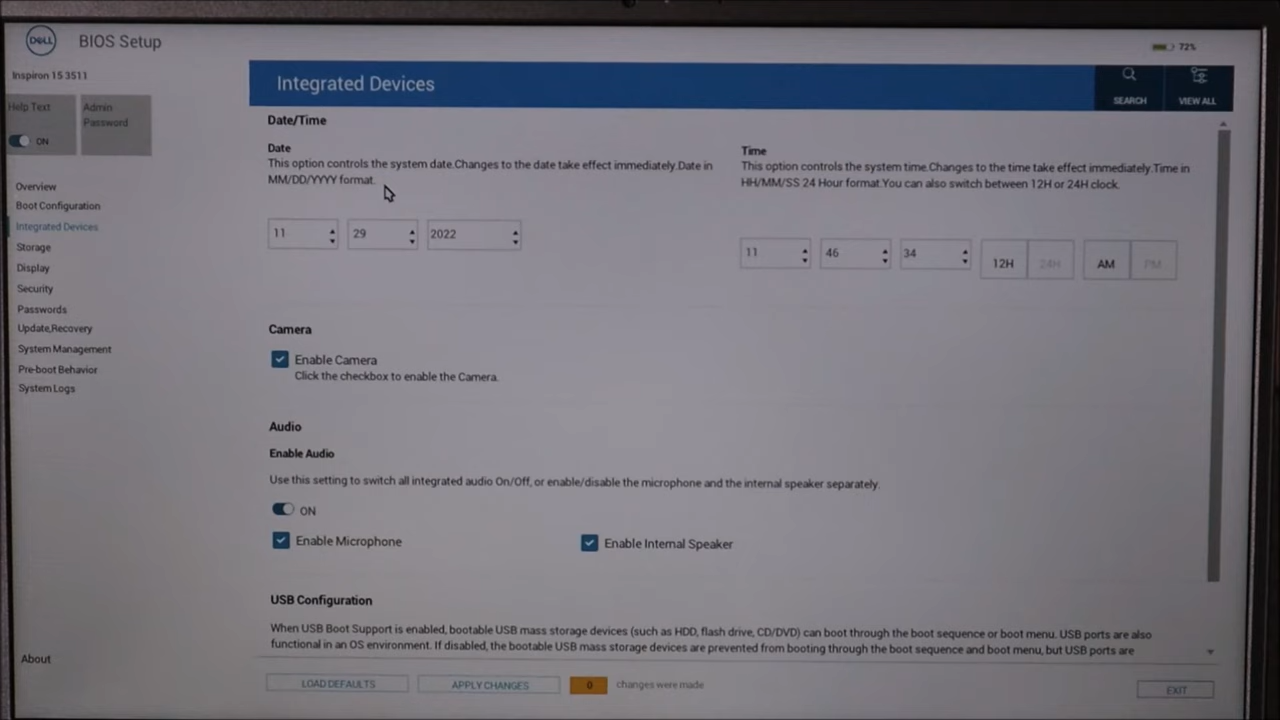 DELL
BIOS Setup
72%
Inspiron 15 3511
Help Text
ON
Admin
Password
Overview
Boot Configuration
Integrated Devices
Storage
Display
Security
Passwords
Update,Recovery
System Management
Pre-boot Behavior
System Logs
About
Integrated Devices
SEARCH
VIEW ALL
Date/Time
Date
This option controls the system date.Changes to the date take effect immediately.Date in
MM/DD/YYYY format.
11 29 2022
Time
This option controls the system time.Changes to the time take effect immediately.Time in
HH/MM/SS 24 Hour format.You can also switch between 12H or 24H clock.
11 46 34 12H 24H AM PM
Camera
Enable Camera
Click the checkbox to enable the Camera.
Audio
Enable Audio
Use this setting to switch all integrated audio On/Off, or enable/disable the microphone and the internal speaker separately.
ON
Enable Microphone
Enable Internal Speaker
USB Configuration
When USB Boot Support is enabled, bootable USB mass storage devices (such as HDD, flash drive, CD/DVD) can boot through the boot sequence or boot menu. USB ports are also
functional in an OS environment. If disabled, the bootable USB mass storage devices are prevented from booting through the boot sequence and boot menu, but USB ports are
LOAD DEFAULTS
APPLY CHANGES
0 changes were made
EXIT